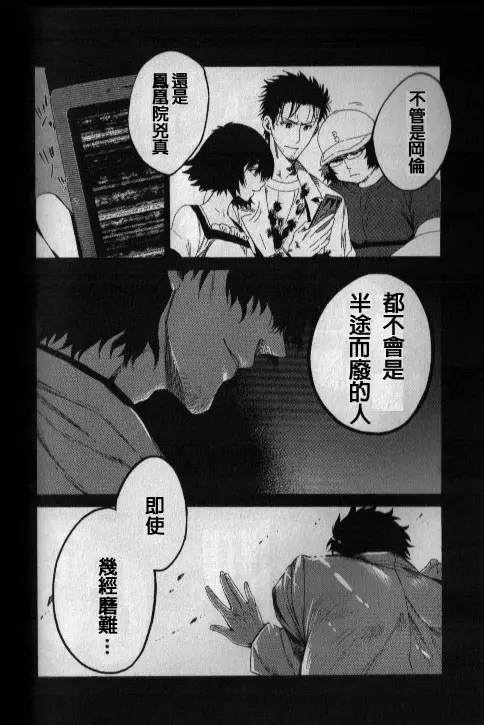 不管是岡倫
還是
鳳凰院兇真
都不會是
半途而廢的人
即使
幾經磨難…